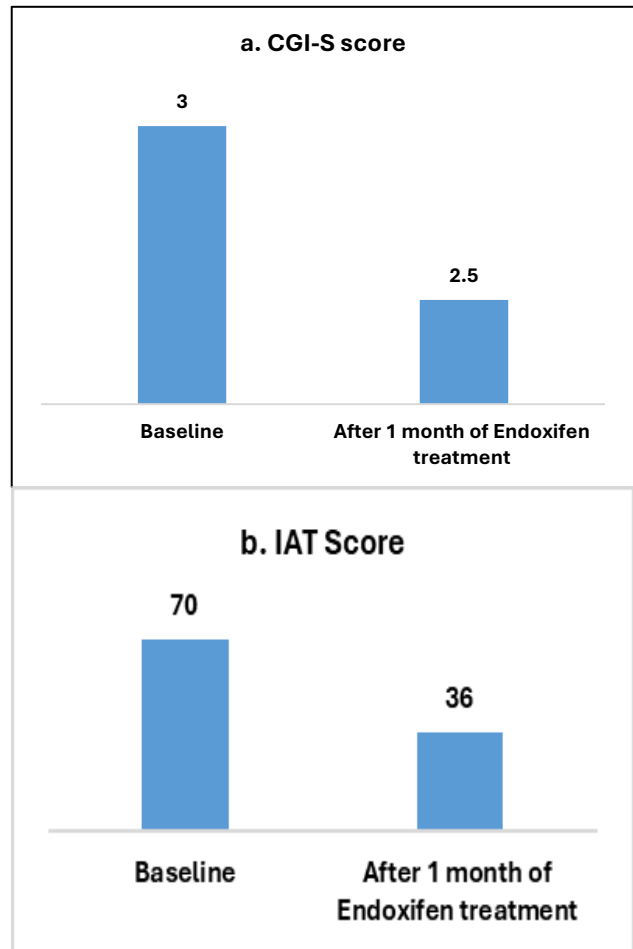 a. CGI-S score
3
2.5
Baseline
After 1 month of Endoxifen
treatment
b. IAT Score
70
36
Baseline
After 1 month of
Endoxifen treatment